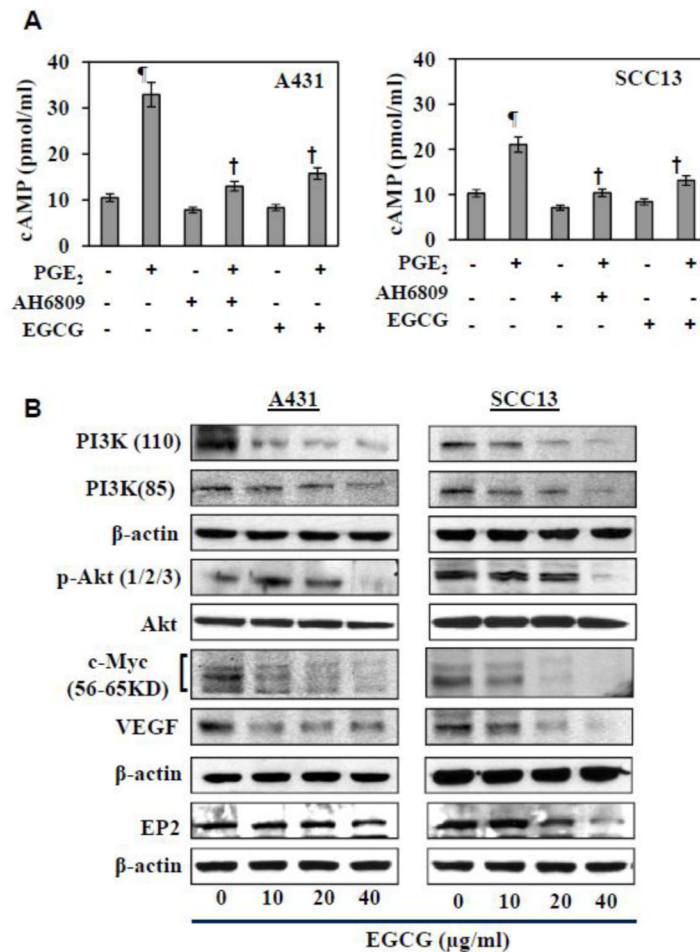 A
A431
SCC13
cAMP (pmol/ml)
40
30
20
10
0
¶
†
†
cAMP (pmol/ml)
40
30
20
10
0
¶
†
†
PGE₂ - + - + - +
AH6809 - - + + - -
EGCG - - - - + +
PGE₂ - + - + - +
AH6809 - - + + - -
EGCG - - - - + +
B
A431 SCC13
PI3K (110)
PI3K(85)
β-actin
p-Akt (1/2/3)
Akt
c-Myc
(56-65KD)
VEGF
β-actin
EP2
β-actin
0 10 20 40 0 10 20 40
EGCG (µg/ml)